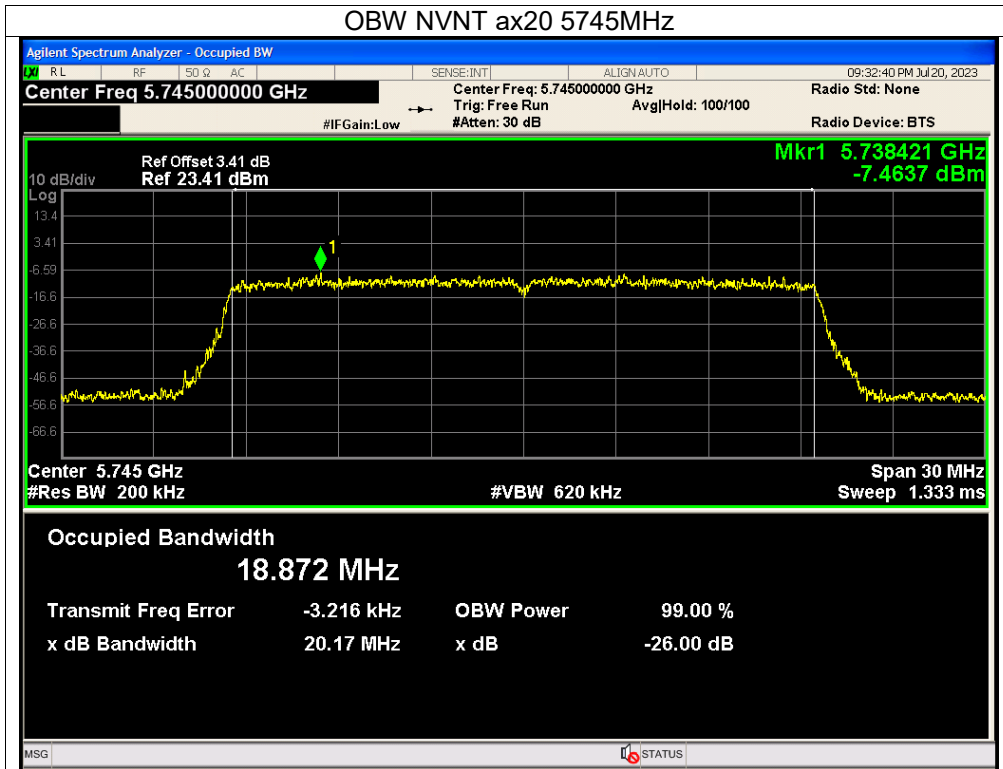 OBW NVNT ax20 5745MHz
Agilent Spectrum Analyzer - Occupied BW
LXI RL RF 50 Ω AC SENSE:INT ALIGN AUTO 09:32:40 PM Jul 20, 2023
Center Freq 5.745000000 GHz Center Freq: 5.745000000 GHz Radio Std: None
Trig: Free Run Avg|Hold: 100/100
#IFGain:Low #Atten: 30 dB Radio Device: BTS
Mkr1 5.738421 GHz
-7.4637 dBm
Ref Offset 3.41 dB
10 dB/div Ref 23.41 dBm
Log
13.4
3.41
1
-6.59
-16.6
-26.6
-36.6
-46.6
-56.6
-66.6
Center 5.745 GHz Span 30 MHz
#Res BW 200 kHz #VBW 620 kHz Sweep 1.333 ms
Occupied Bandwidth
18.872 MHz
Transmit Freq Error -3.216 kHz OBW Power 99.00 %
x dB Bandwidth 20.17 MHz x dB -26.00 dB
MSG STATUS